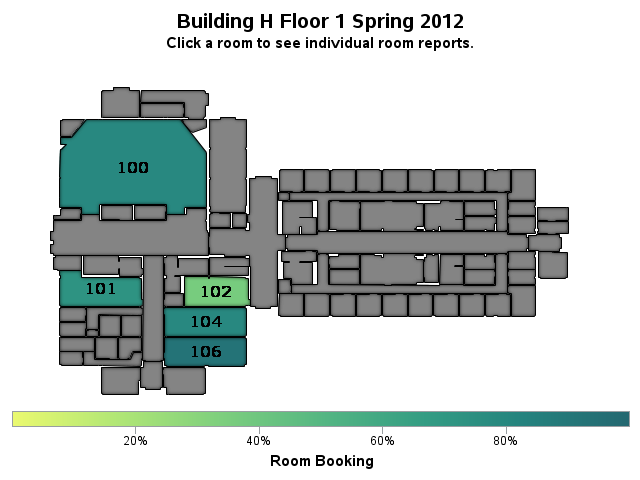 Building H Floor 1 Spring 2012
Click a room to see individual room reports.
100
101
102
104
106
20% 40% 60% 80%
Room Booking